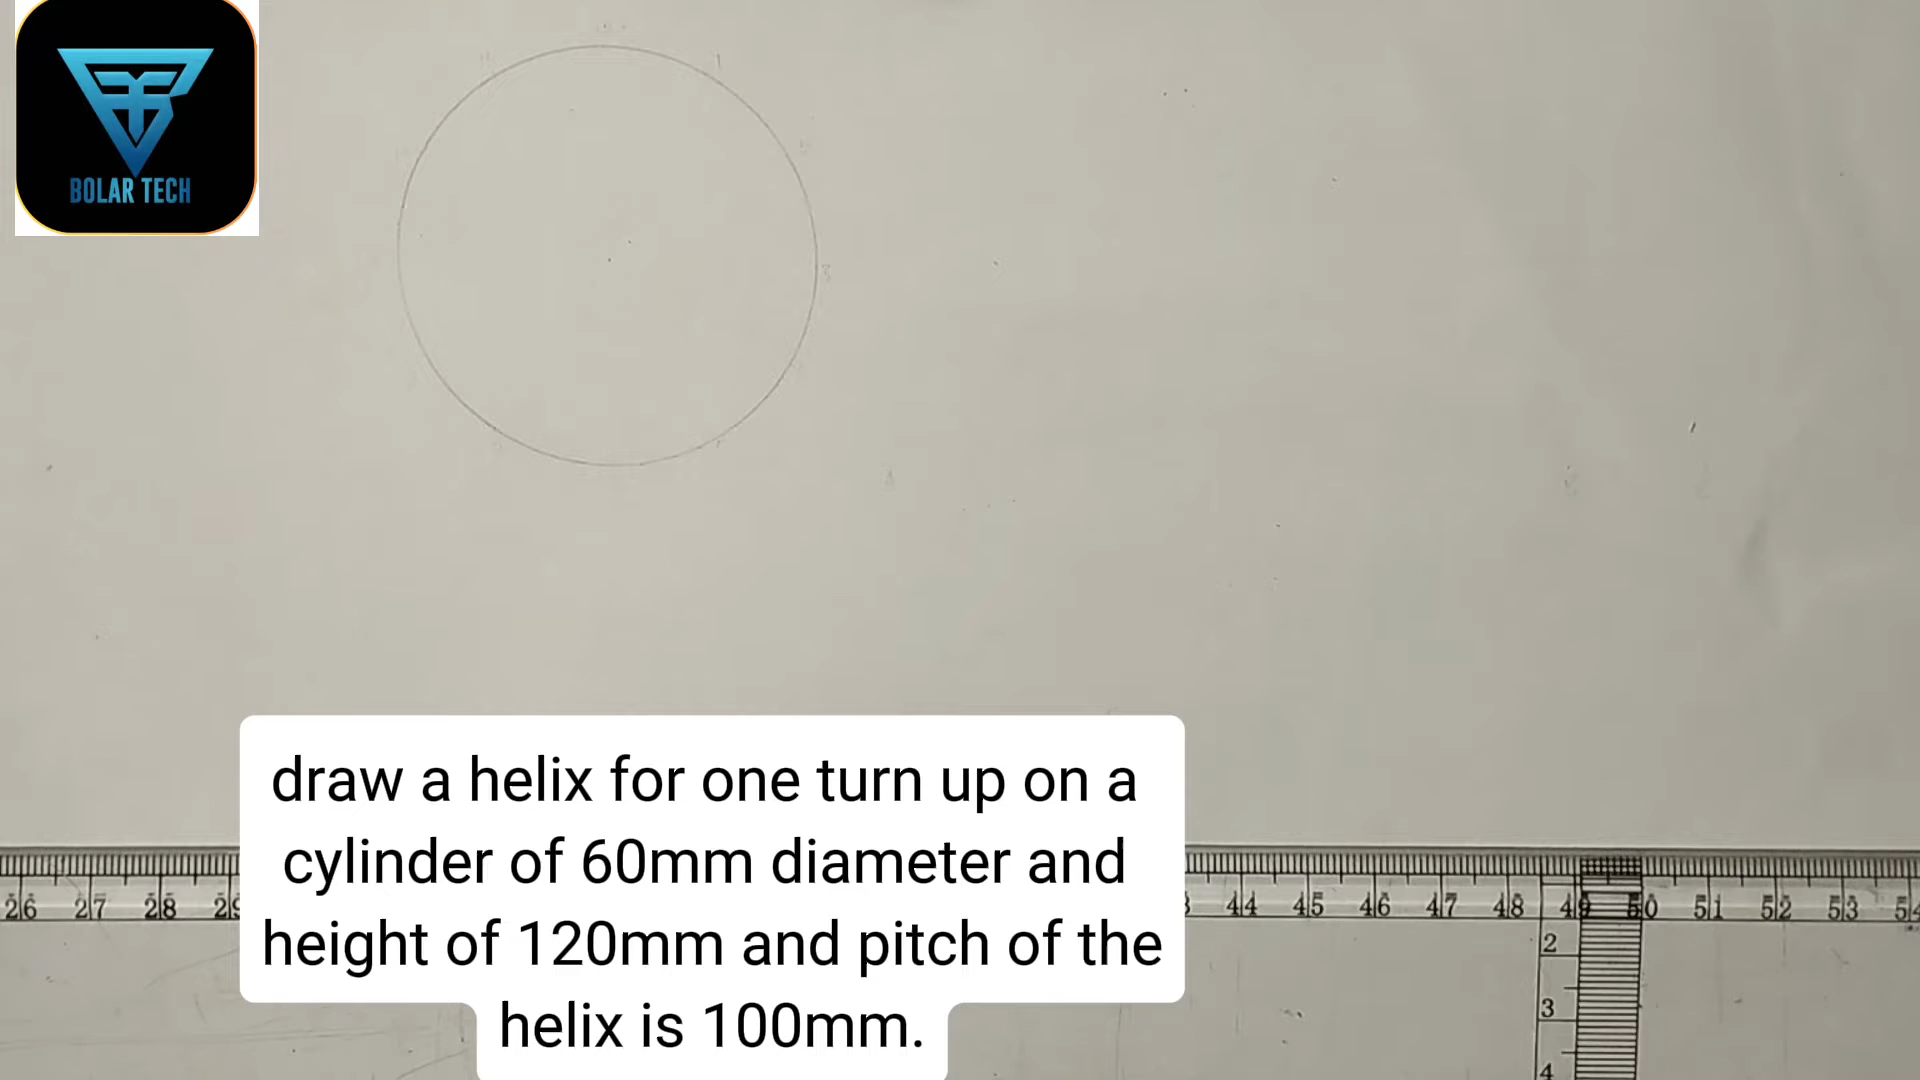 BOLAR TECH
1
3
draw a helix for one turn up on a
cylinder of 60mm diameter and
height of 120mm and pitch of the
helix is 100mm.
26 27 28 44 45 46 47 48 49 50 51 52 53
2
3
4